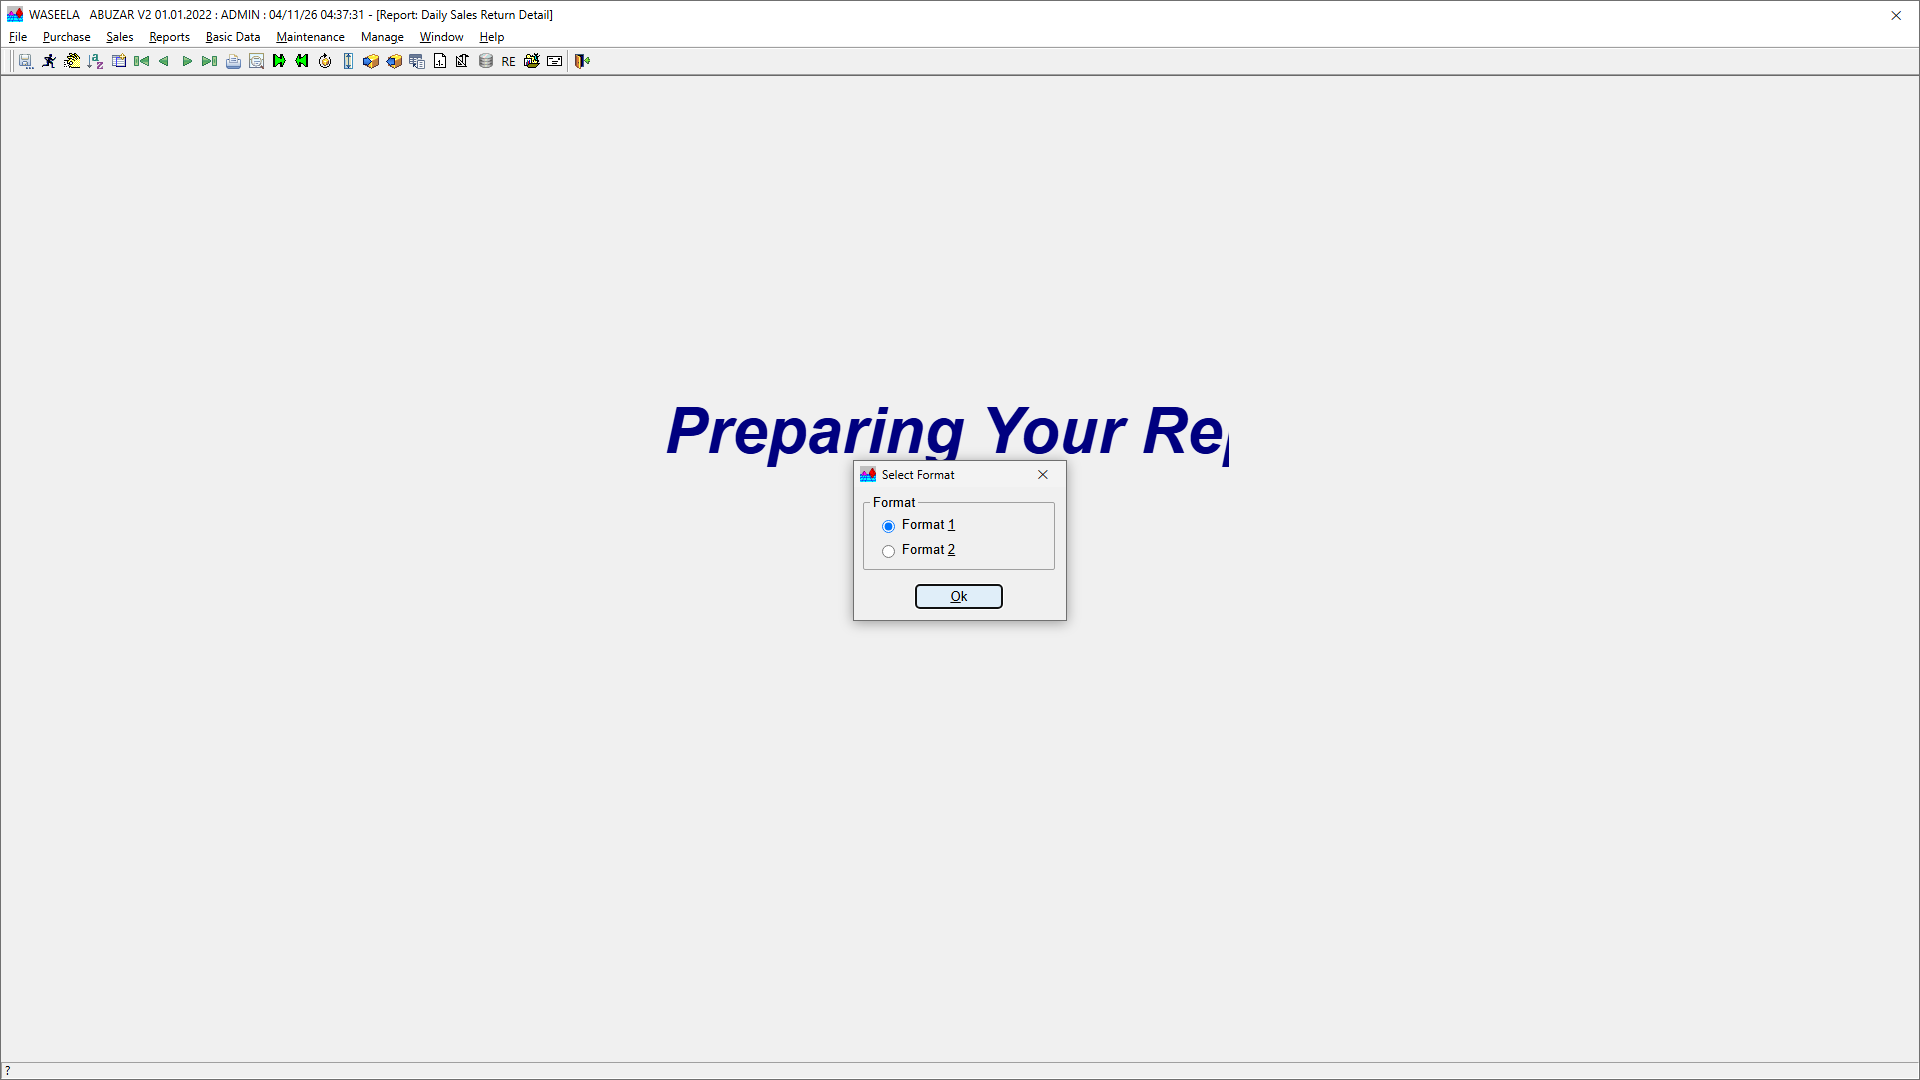 WASEELA ABUZAR V2 01.01.2022 : ADMIN : 04/11/26 04:37:31 - [Report: Daily Sales Return Detail]
File Purchase Sales Reports Basic Data Maintenance Manage Window Help
RE
Preparing Your Rep
Select Format
Format
Format 1
Format 2
Ok
?